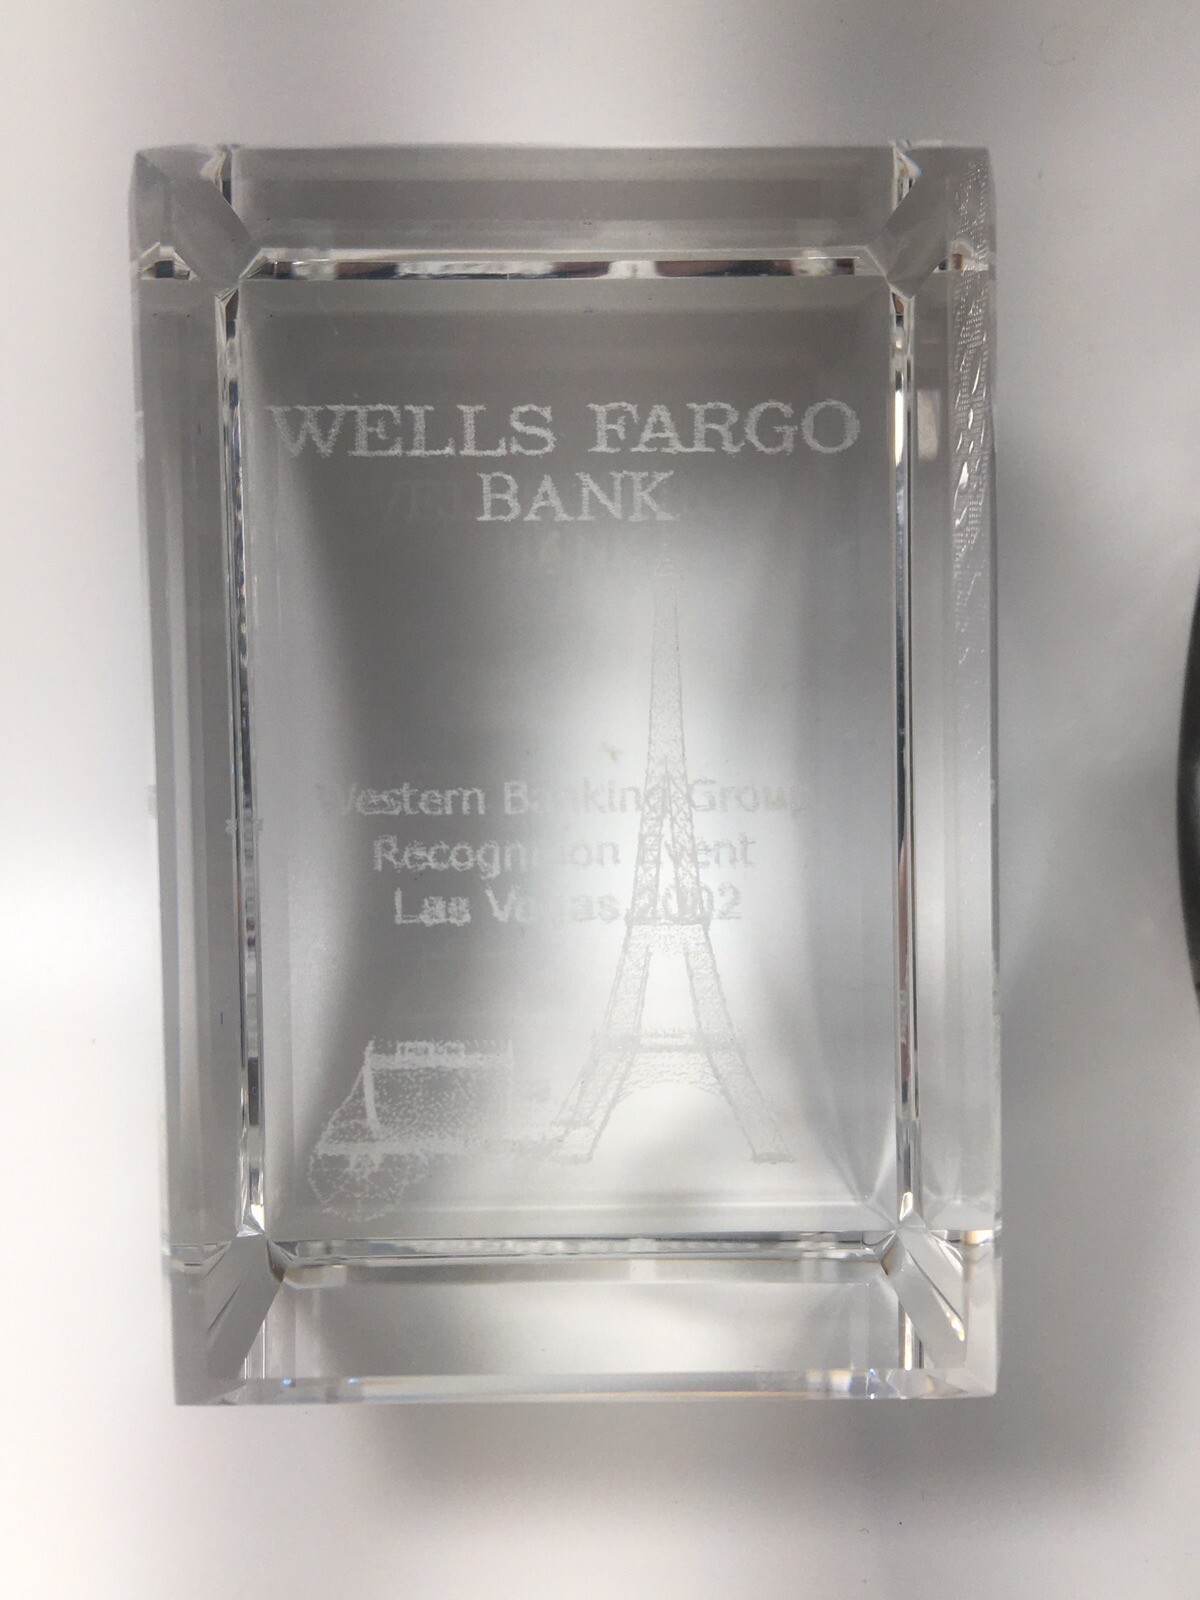 WELLS FARGO
BANK
Western Banking Group
Recognition Event
Las Vegas 2002